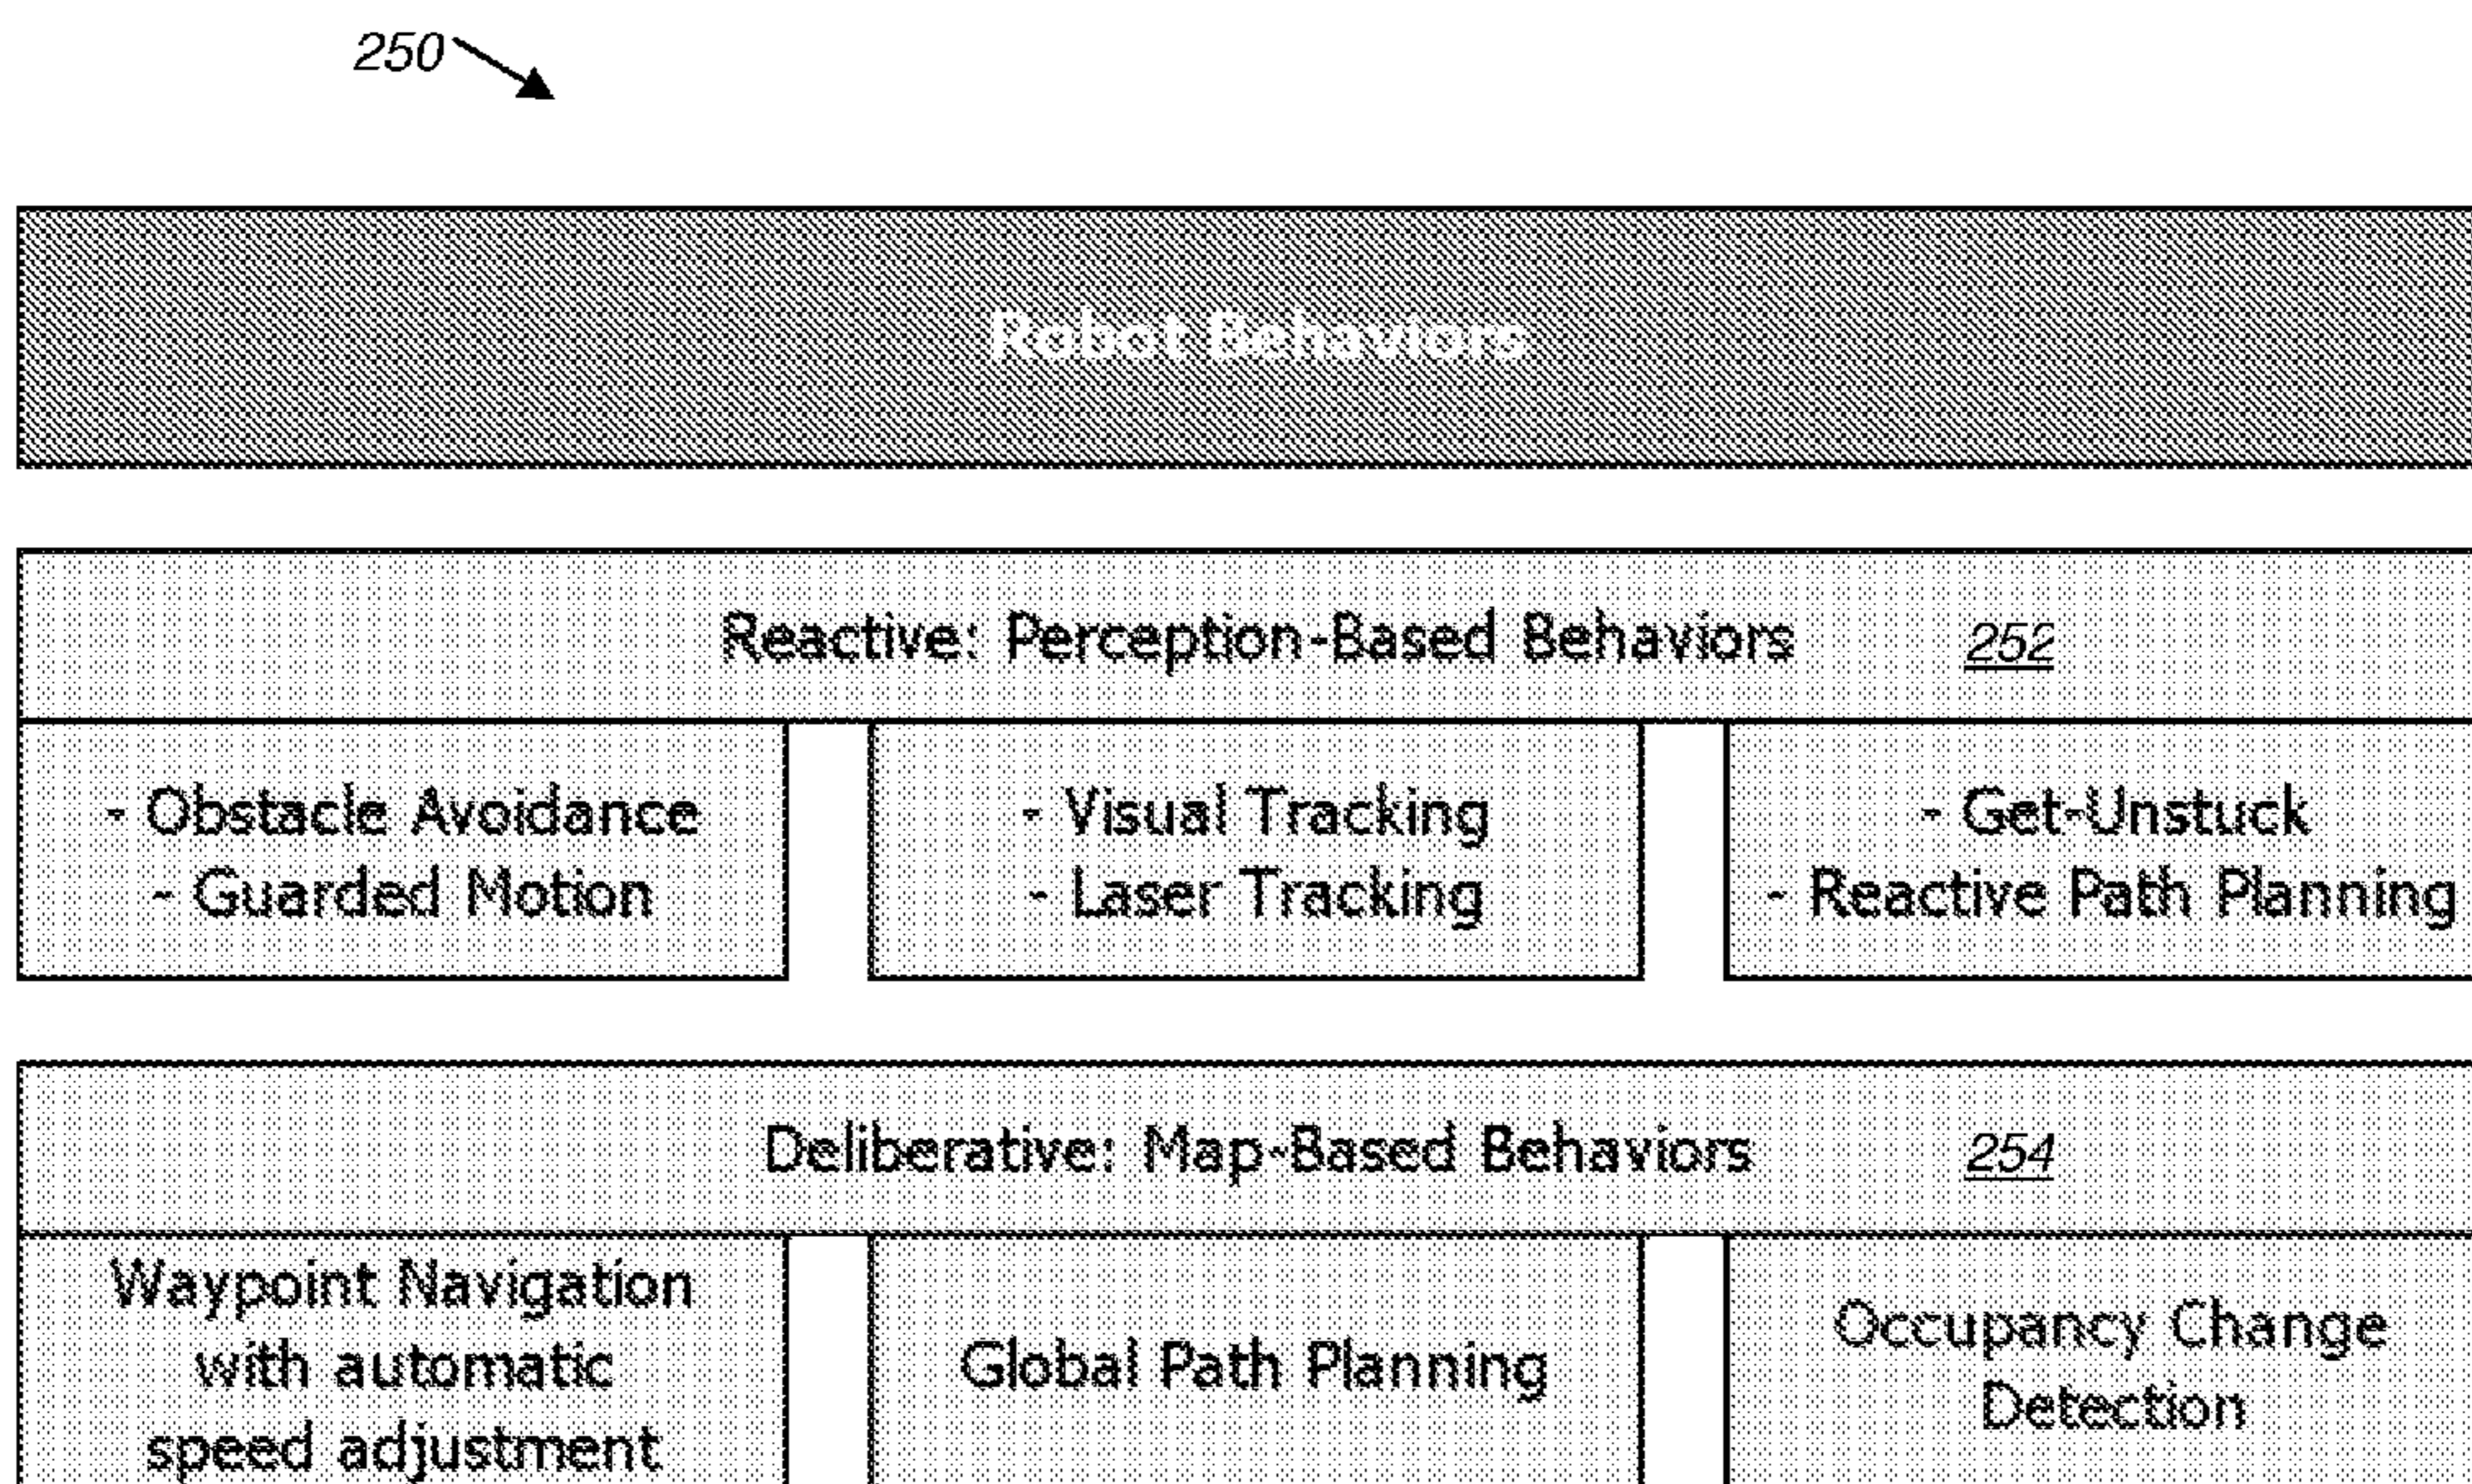 250
Robot Behaviors
Reactive: Perception-Based Behaviors 252
- Obstacle Avoidance
- Guarded Motion
- Visual Tracking
- Laser Tracking
- Get-Unstuck
- Reactive Path Planning
Deliberative: Map-Based Behaviors 254
Waypoint Navigation
with automatic
speed adjustment
Global Path Planning
Occupancy Change
Detection